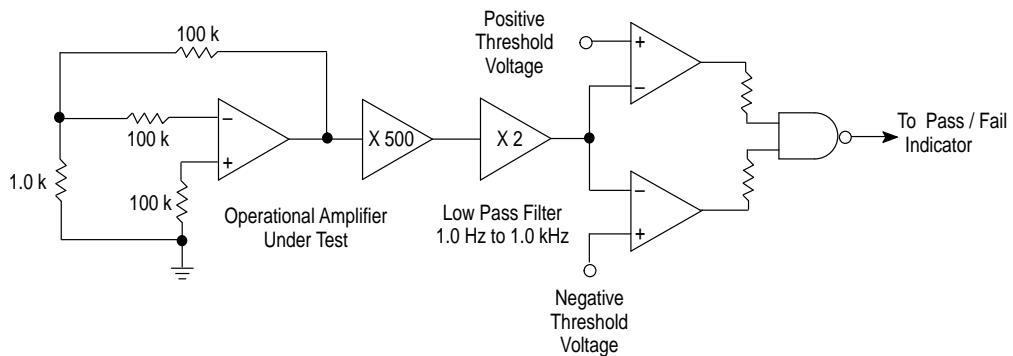 100 k
Positive
Threshold
Voltage
+
−
100 k
−
+
X 500
X 2
To Pass / Fail
Indicator
1.0 k
100 k
Operational Amplifier
Under Test
Low Pass Filter
1.0 Hz to 1.0 kHz
−
+
Negative
Threshold
Voltage